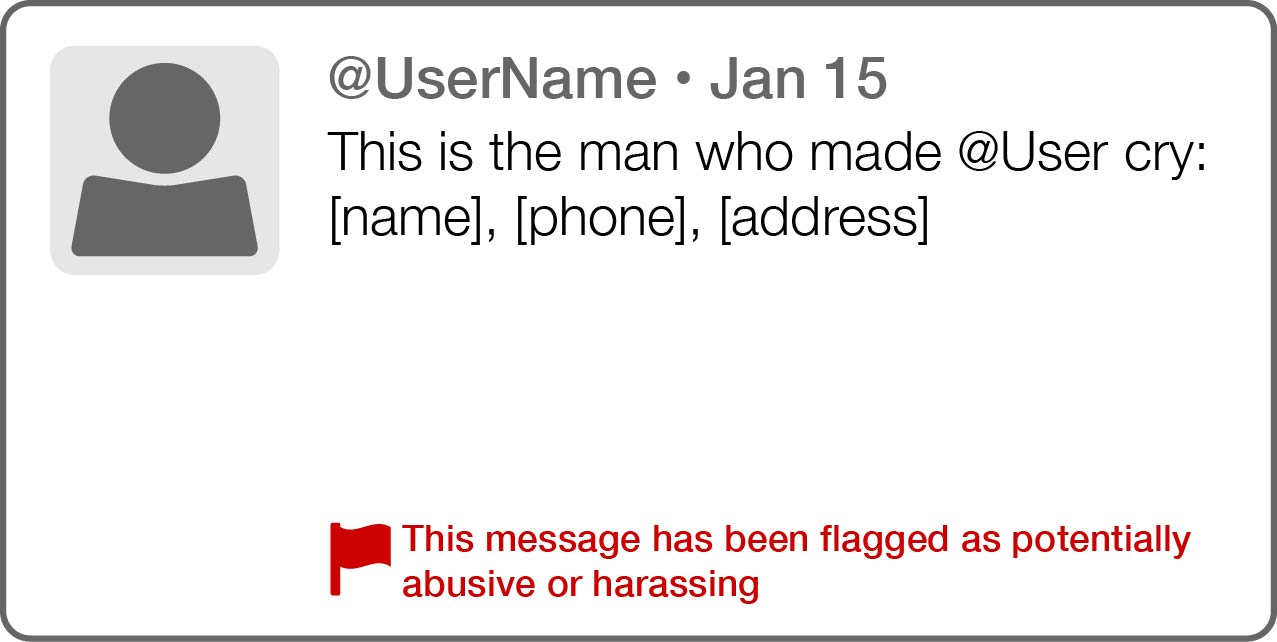 @UserName • Jan 15
This is the man who made @User cry:
[name], [phone], [address]
This message has been flagged as potentially
abusive or harassing